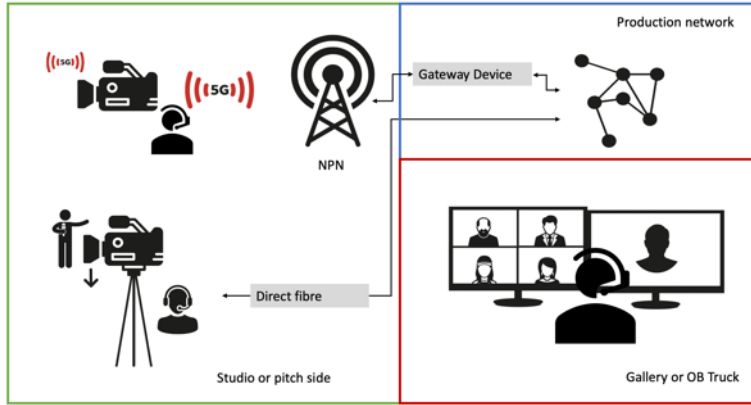 Production network
5G
5G
Gateway Device
NPN
Direct fibre
Studio or pitch side
Gallery or OB Truck